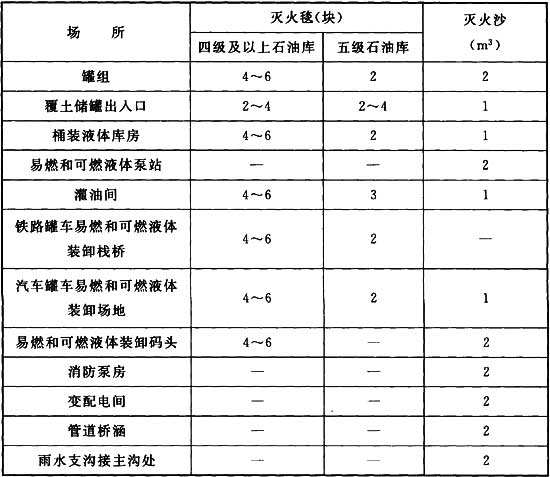 场 所 灭火毯(块) 灭火沙
(m³)
四级及以上石油库 五级石油库
罐组 4～6 2 2
覆土储罐出入口 2～4 2～4 1
桶装液体库房 4～6 2 1
易燃和可燃液体泵站 — — 2
灌油间 4～6 3 1
铁路罐车易燃和可燃液体
装卸栈桥 4～6 2 —
汽车罐车易燃和可燃液体
装卸场地 4～6 2 1
易燃和可燃液体装卸码头 4～6 — 2
消防泵房 — — 2
变配电间 — — 2
管道桥涵 — — 2
雨水支沟接主沟处 — — 2